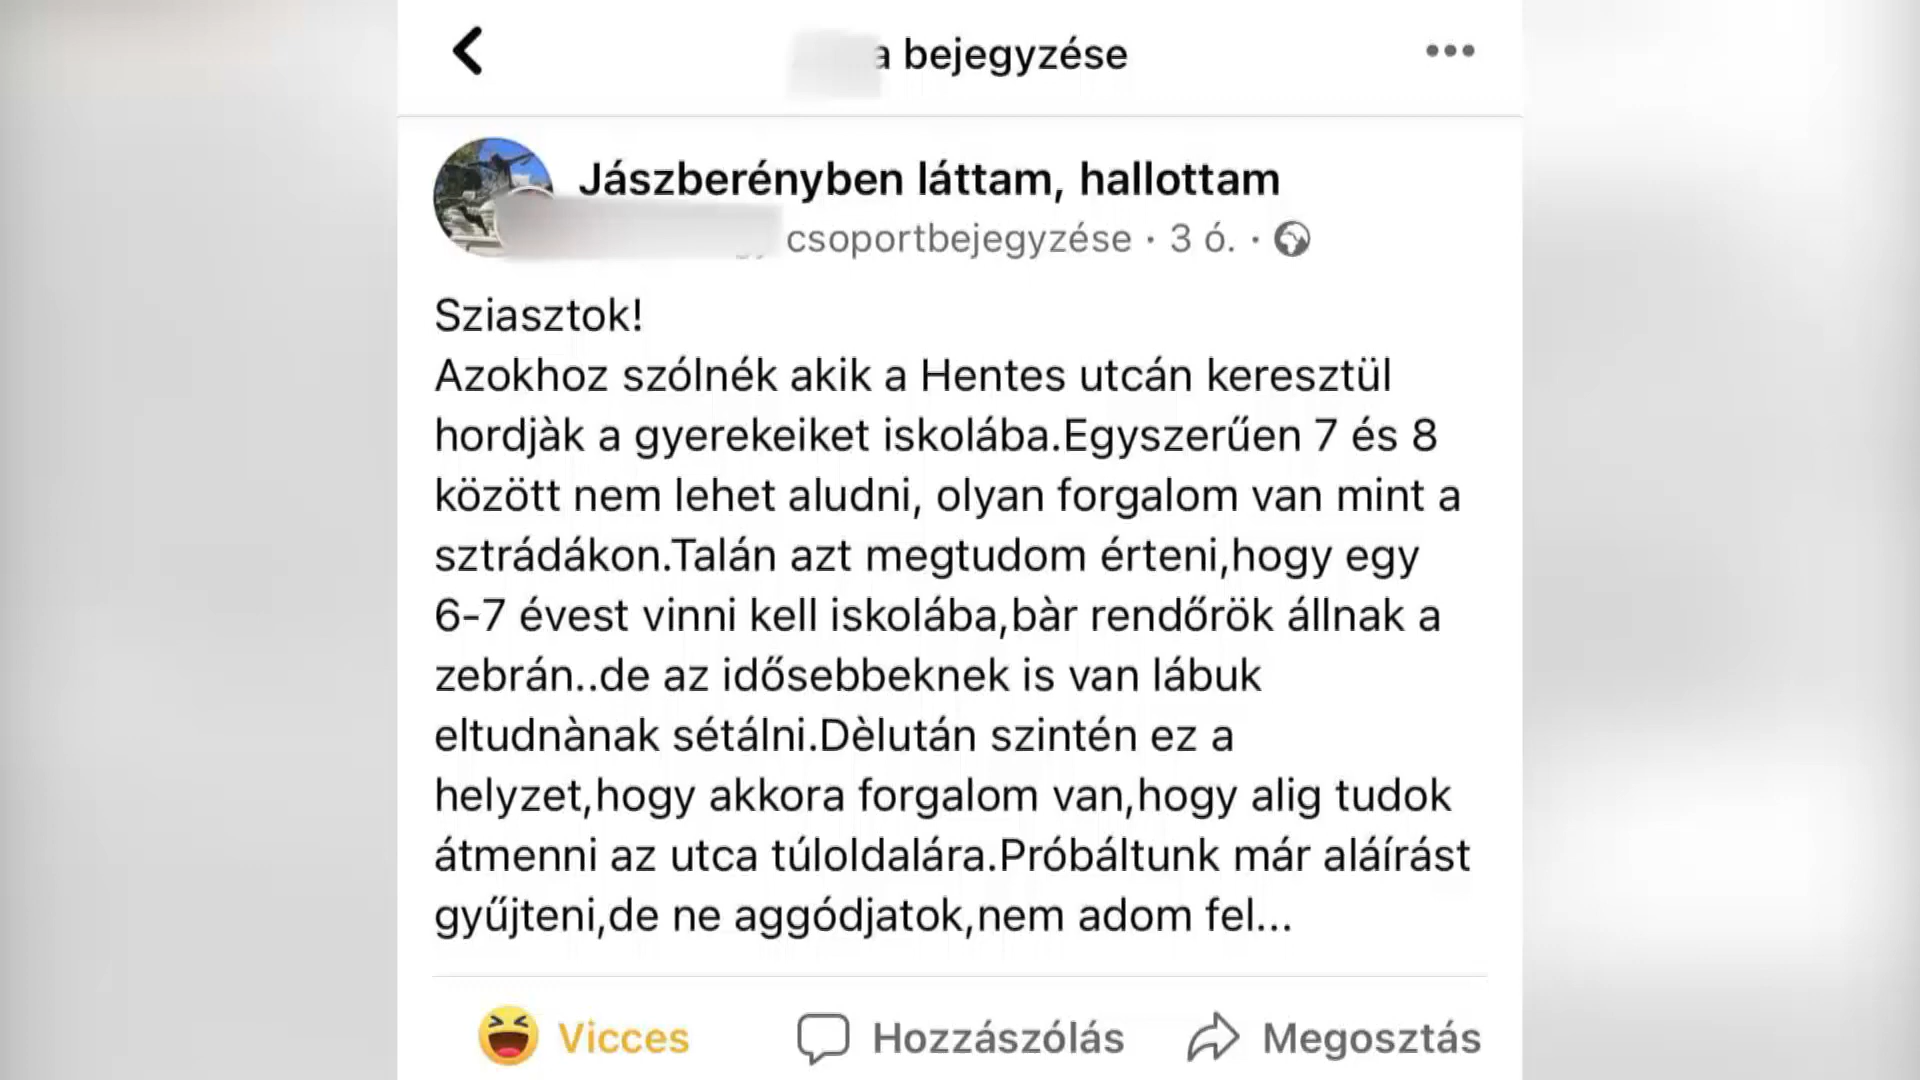 bejegyzése
Jászberényben láttam, hallottam
csoportbejegyzése · 3 ó. ·
Sziasztok!
Azokhoz szólnék akik a Hentes utcán keresztül
hordjàk a gyerekeiket iskolába.Egyszerűen 7 és 8
között nem lehet aludni, olyan forgalom van mint a
sztrádákon.Talán azt megtudom érteni,hogy egy
6-7 évest vinni kell iskolába,bàr rendőrök állnak a
zebrán..de az idősebbeknek is van lábuk
eltudnànak sétálni.Dèlután szintén ez a
helyzet,hogy akkora forgalom van,hogy alig tudok
átmenni az utca túloldalára.Próbáltunk már aláírást
gyűjteni,de ne aggódjatok,nem adom fel...
Vicces Hozzászólás Megosztás